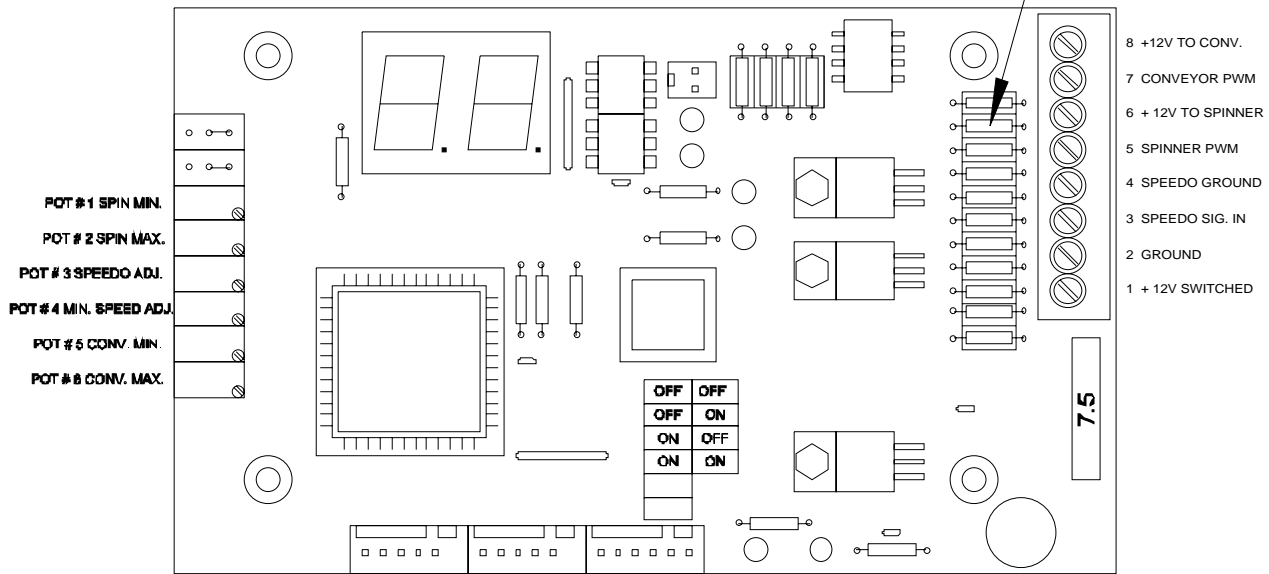 8 +12V TO CONV.
7 CONVEYOR PWM
6 + 12V TO SPINNER
5 SPINNER PWM
4 SPEEDO GROUND
3 SPEEDO SIG. IN
2 GROUND
1 + 12V SWITCHED
POT # 1 SPIN MIN.
POT # 2 SPIN MAX.
POT # 3 SPEEDO ADJ.
POT # 4 MIN. SPEED ADJ.
POT # 5 CONV. MIN.
POT # 6 CONV. MAX.
OFF OFF
OFF ON
ON OFF
ON ON
7.5